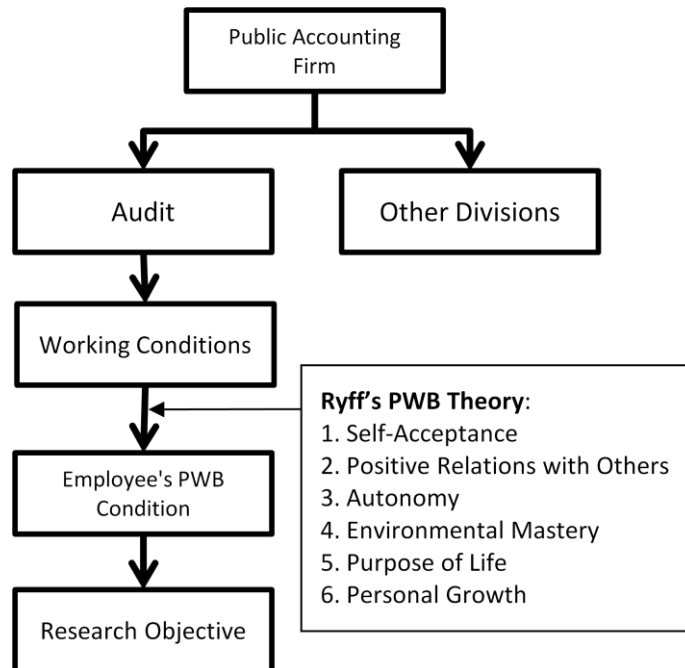 Public Accounting
Firm
Audit
Other Divisions
Working Conditions
Ryff’s PWB Theory:
1. Self-Acceptance
2. Positive Relations with Others
3. Autonomy
4. Environmental Mastery
5. Purpose of Life
6. Personal Growth
Employee's PWB
Condition
Research Objective